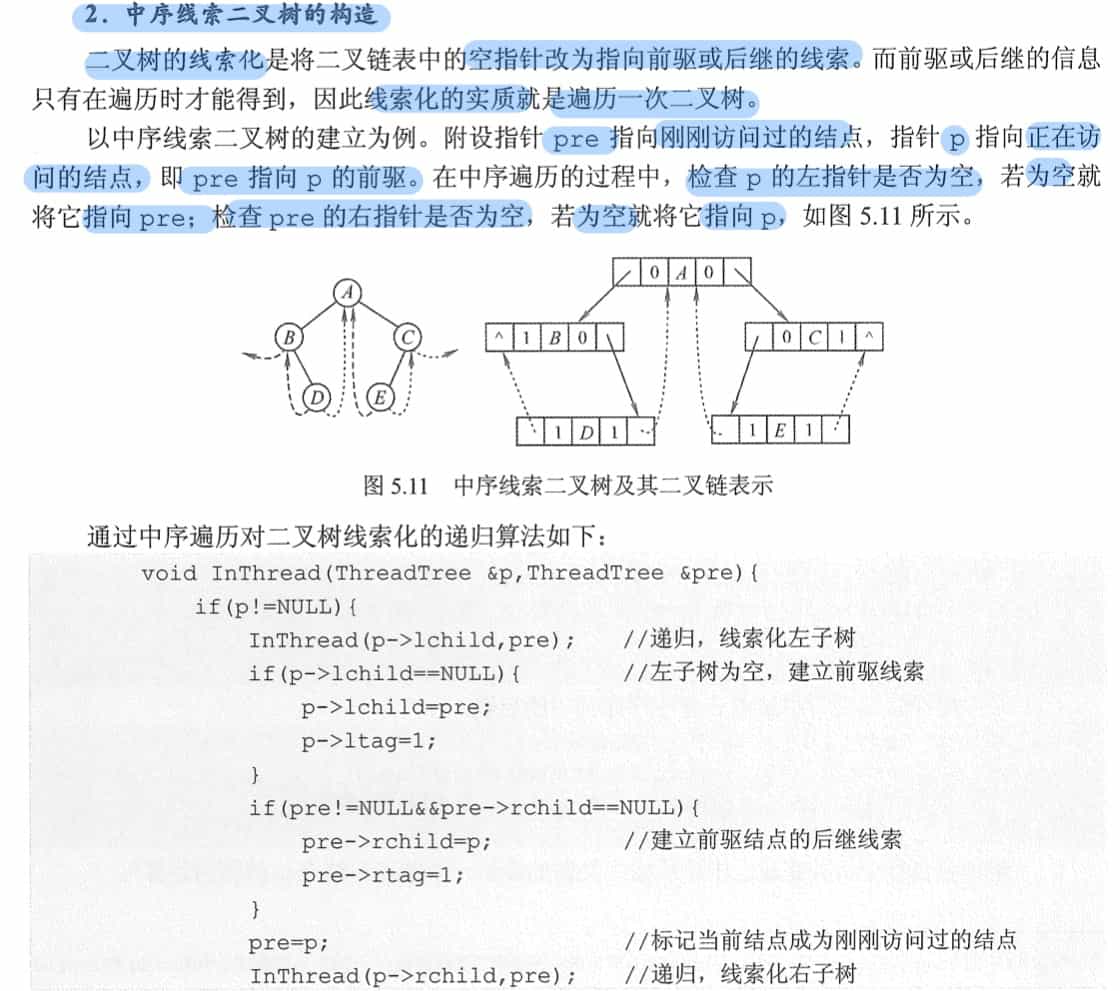 2．中序线索二叉树的构造
二叉树的线索化是将二叉链表中的空指针改为指向前驱或后继的线索。而前驱或后继的信息
只有在遍历时才能得到，因此线索化的实质就是遍历一次二叉树。
以中序线索二叉树的建立为例。附设指针 pre 指向刚刚访问过的结点，指针 p 指向正在访
问的结点，即 pre 指向 p 的前驱。在中序遍历的过程中，检查 p 的左指针是否为空，若为空就
将它指向 pre；检查 pre 的右指针是否为空，若为空就将它指向 p，如图 5.11 所示。
0 A 0
A
B C
^ 1 B 0
0 C 1 ^
D E
1 D 1
1 E 1
图 5.11 中序线索二叉树及其二叉链表示
通过中序遍历对二叉树线索化的递归算法如下：
void InThread(ThreadTree &p,ThreadTree &pre){
if(p!=NULL){
InThread(p->lchild,pre); //递归，线索化左子树
if(p->lchild==NULL){ //左子树为空，建立前驱线索
p->lchild=pre;
p->ltag=1;
}
if(pre!=NULL&&pre->rchild==NULL){
pre->rchild=p; //建立前驱结点的后继线索
pre->rtag=1;
}
pre=p; //标记当前结点成为刚刚访问过的结点
InThread(p->rchild,pre); //递归，线索化右子树